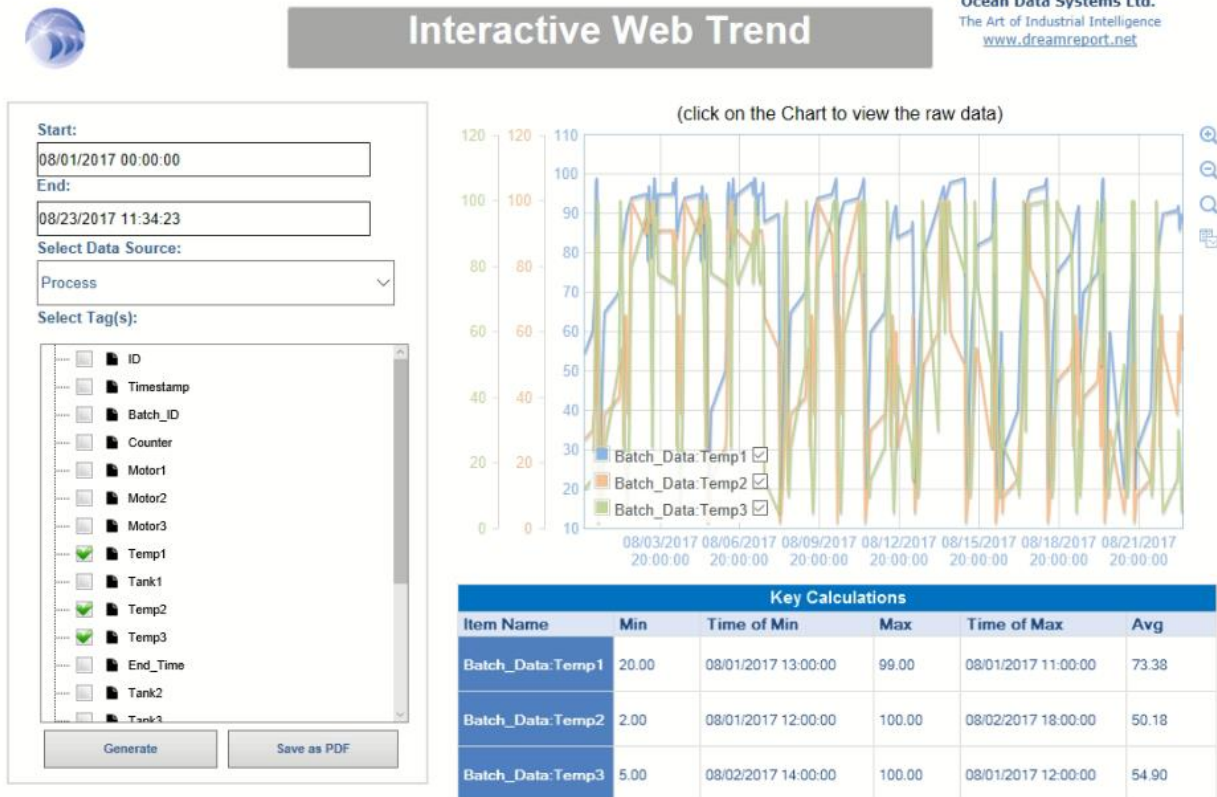 Interactive Web Trend
Ocean Data Systems Ltd.
The Art of Industrial Intelligence
www.dreamreport.net
Start:
08/01/2017 00:00:00
End:
08/23/2017 11:34:23
Select Data Source:
Process
Select Tag(s):
ID
Timestamp
Batch_ID
Counter
Motor1
Motor2
Motor3
Temp1
Tank1
Temp2
Temp3
End_Time
Tank2
Tank3
Generate Save as PDF
(click on the Chart to view the raw data)
120 120 110
100
100 100 90
80
80 80 70
60 60 60
50
40 40 40
30
20 20 20
0 0 10
Batch_Data:Temp1
Batch_Data:Temp2
Batch_Data:Temp3
08/03/2017 08/06/2017 08/09/2017 08/12/2017 08/15/2017 08/18/2017 08/21/2017
20:00:00 20:00:00 20:00:00 20:00:00 20:00:00 20:00:00 20:00:00
Key Calculations
Item Name Min Time of Min Max Time of Max Avg
Batch_Data:Temp1 20.00 08/01/2017 13:00:00 99.00 08/01/2017 11:00:00 73.38
Batch_Data:Temp2 2.00 08/01/2017 12:00:00 100.00 08/02/2017 18:00:00 50.18
Batch_Data:Temp3 5.00 08/02/2017 14:00:00 100.00 08/01/2017 12:00:00 54.90